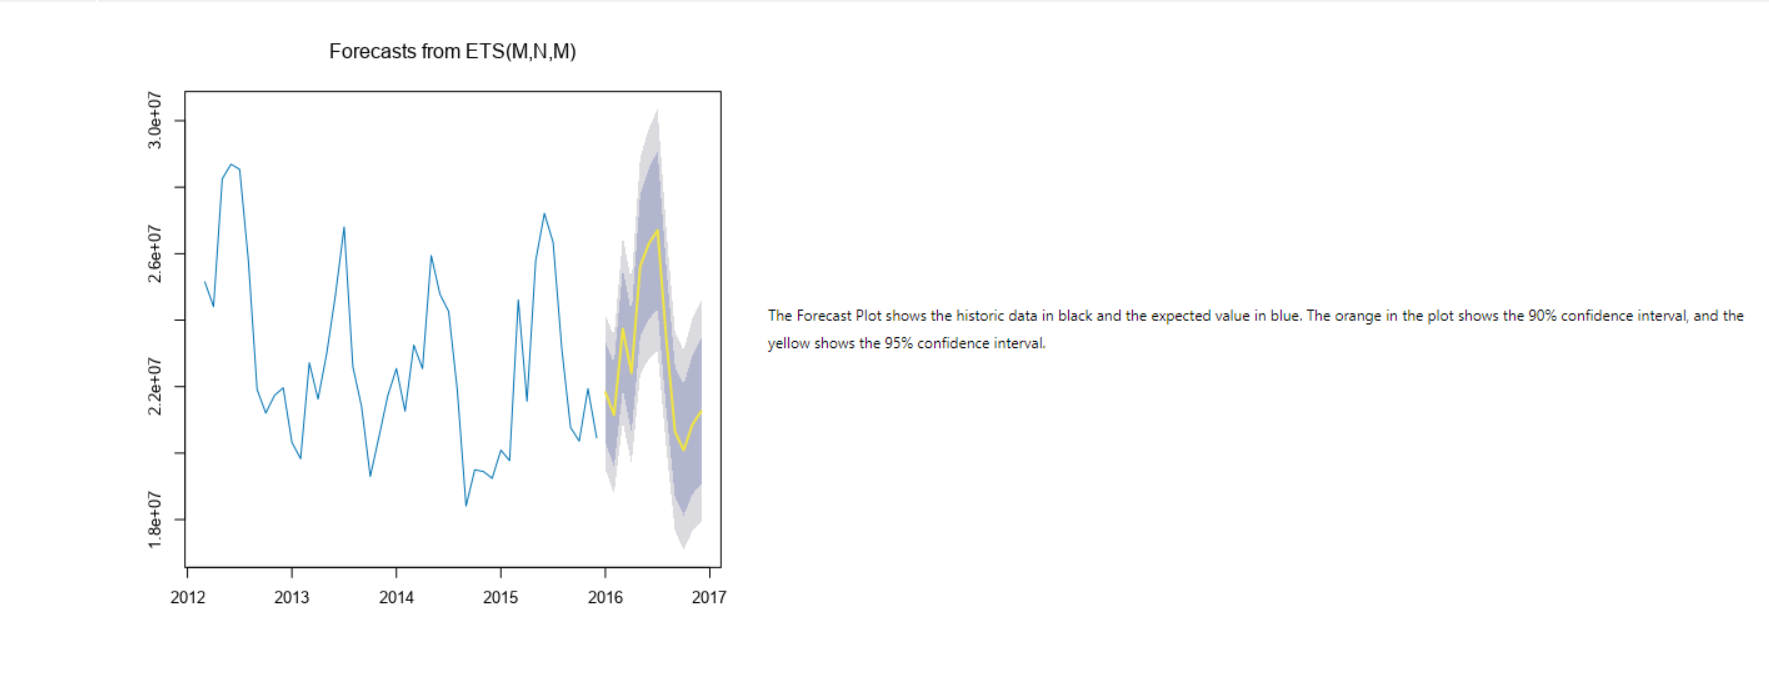 Forecasts from ETS(M,N,M)
3.0e+07
2.6e+07
2.2e+07
1.8e+07
2012 2013 2014 2015 2016 2017
The Forecast Plot shows the historic data in black and the expected value in blue. The orange in the plot shows the 90% confidence interval, and the
yellow shows the 95% confidence interval.